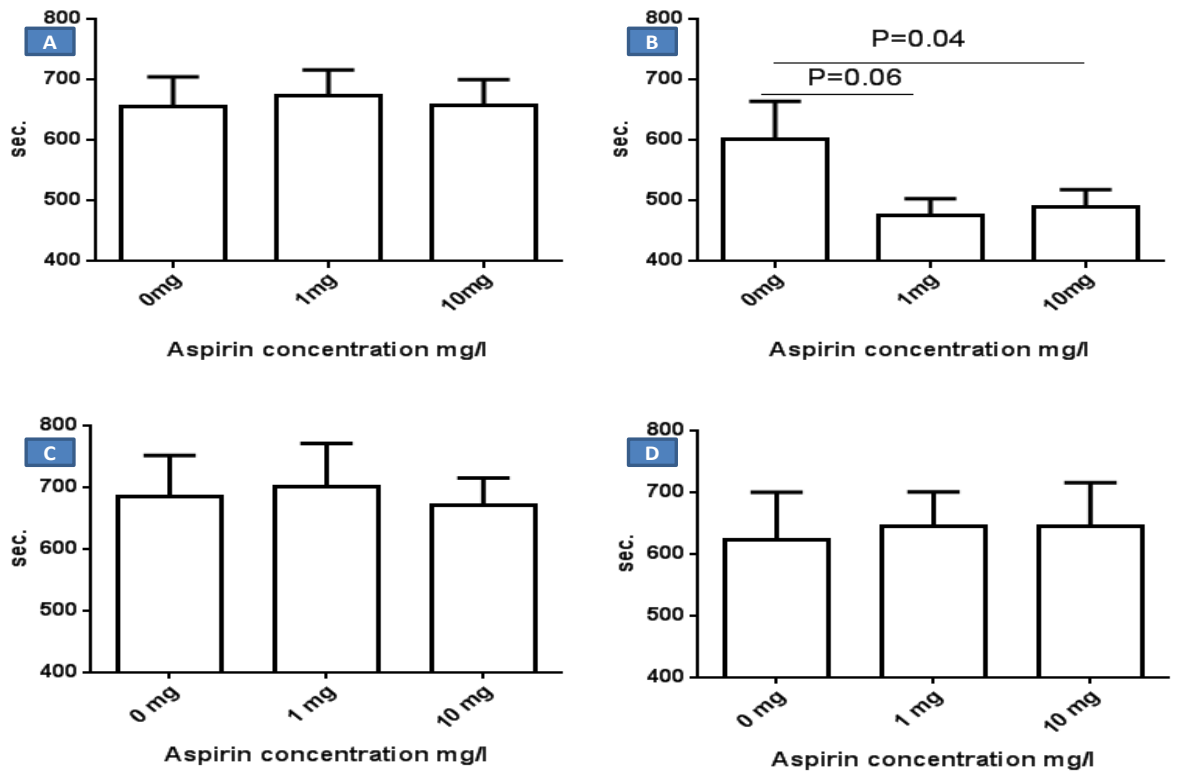 A
800
700
600
500
400
sec.
0mg
1mg
10mg
Aspirin concentration mg/l
B
800
700
600
500
400
sec.
P=0.04
P=0.06
0mg
1mg
10mg
Aspirin concentration mg/l
C
800
700
600
500
400
sec.
0 mg
1 mg
10 mg
Aspirin concentration mg/l
D
800
700
600
500
400
sec.
0 mg
1 mg
10 mg
Aspirin concentration mg/l